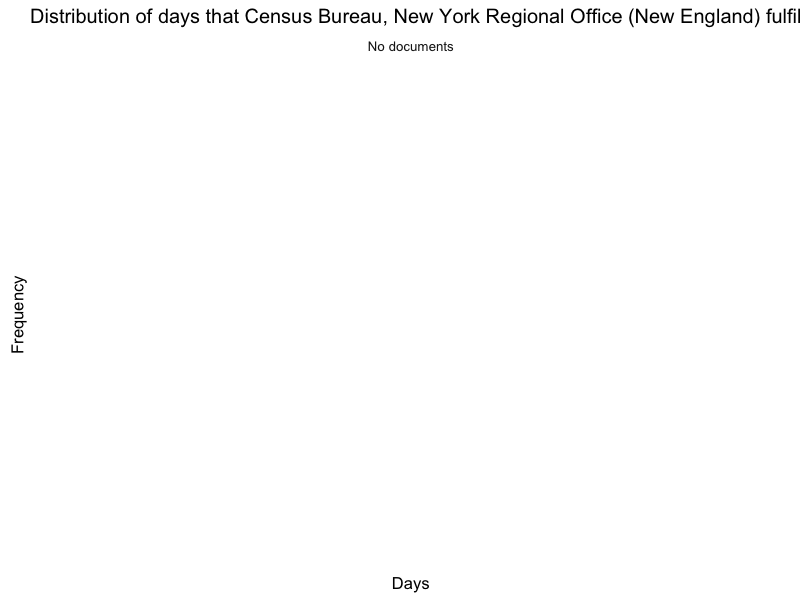 Distribution of days that Census Bureau, New York Regional Office (New England) fulfil
No documents
Frequency
Days